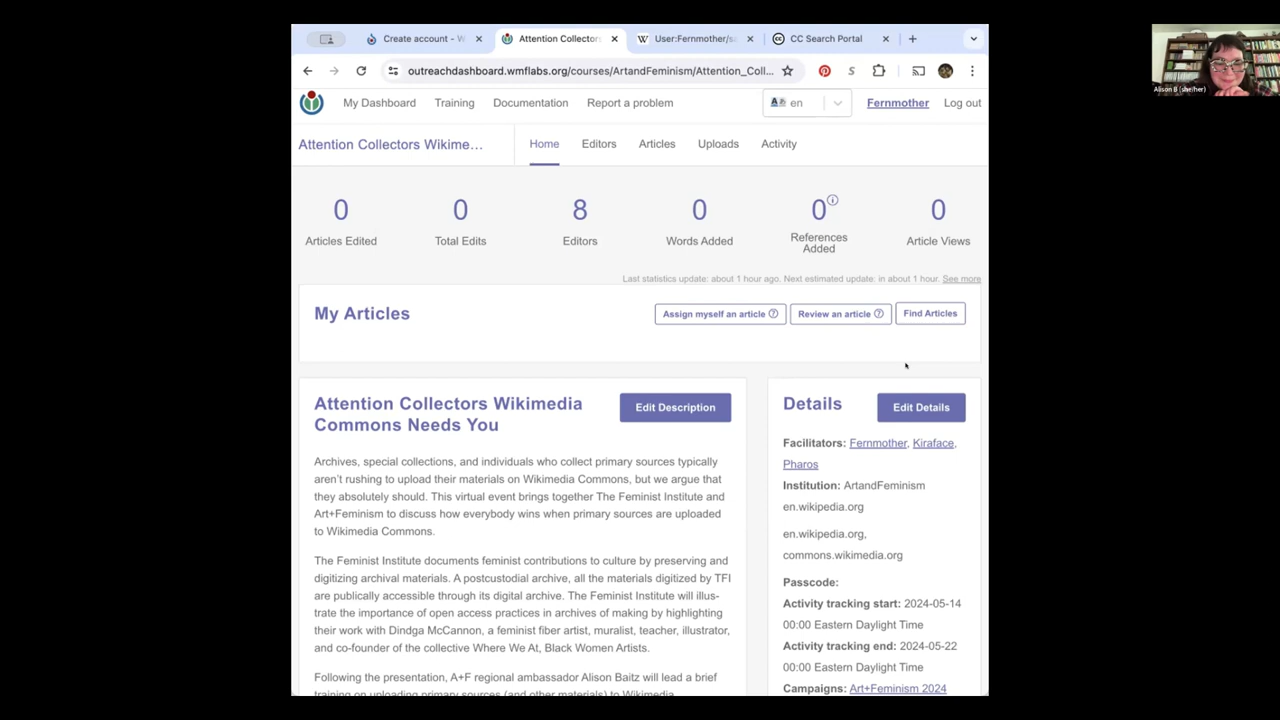 Create account - W
Attention Collectors
User:Fernmother/sa
CC Search Portal
outreachdashboard.wmflabs.org/courses/ArtandFeminism/Attention_Coll...
My Dashboard Training Documentation Report a problem en Fernmother Log out
Attention Collectors Wikime... Home Editors Articles Uploads Activity
0 0 8 0 0 0
Articles Edited Total Edits Editors Words Added References Added Article Views
Last statistics update: about 1 hour ago. Next estimated update: in about 1 hour. See more
My Articles Assign myself an article Review an article Find Articles
Attention Collectors Wikimedia
Commons Needs You
Edit Description
Archives, special collections, and individuals who collect primary sources typically
aren't rushing to upload their materials on Wikimedia Commons, but we argue that
they absolutely should. This virtual event brings together The Feminist Institute and
Art+Feminism to discuss how everybody wins when primary sources are uploaded
to Wikimedia Commons.
The Feminist Institute documents feminist contributions to culture by preserving and
digitizing archival materials. A postcustodial archive, all the materials digitized by TFI
are publically accessible through its digital archive. The Feminist Institute will illus-
trate the importance of open access practices in archives of making by highlighting
their work with Dindga McCannon, a feminist fiber artist, muralist, teacher, illustrator,
and co-founder of the collective Where We At, Black Women Artists.
Following the presentation, A+F regional ambassador Alison Baitz will lead a brief
training on uploading primary sources (and other materials) to Wikimedia
Details
Edit Details
Facilitators: Fernmother, Kiraface,
Pharos
Institution: ArtandFeminism
en.wikipedia.org
en.wikipedia.org,
commons.wikimedia.org
Passcode:
Activity tracking start: 2024-05-14
00:00 Eastern Daylight Time
Activity tracking end: 2024-05-22
00:00 Eastern Daylight Time
Campaigns: Art+Feminism 2024
Alison B (she/her)